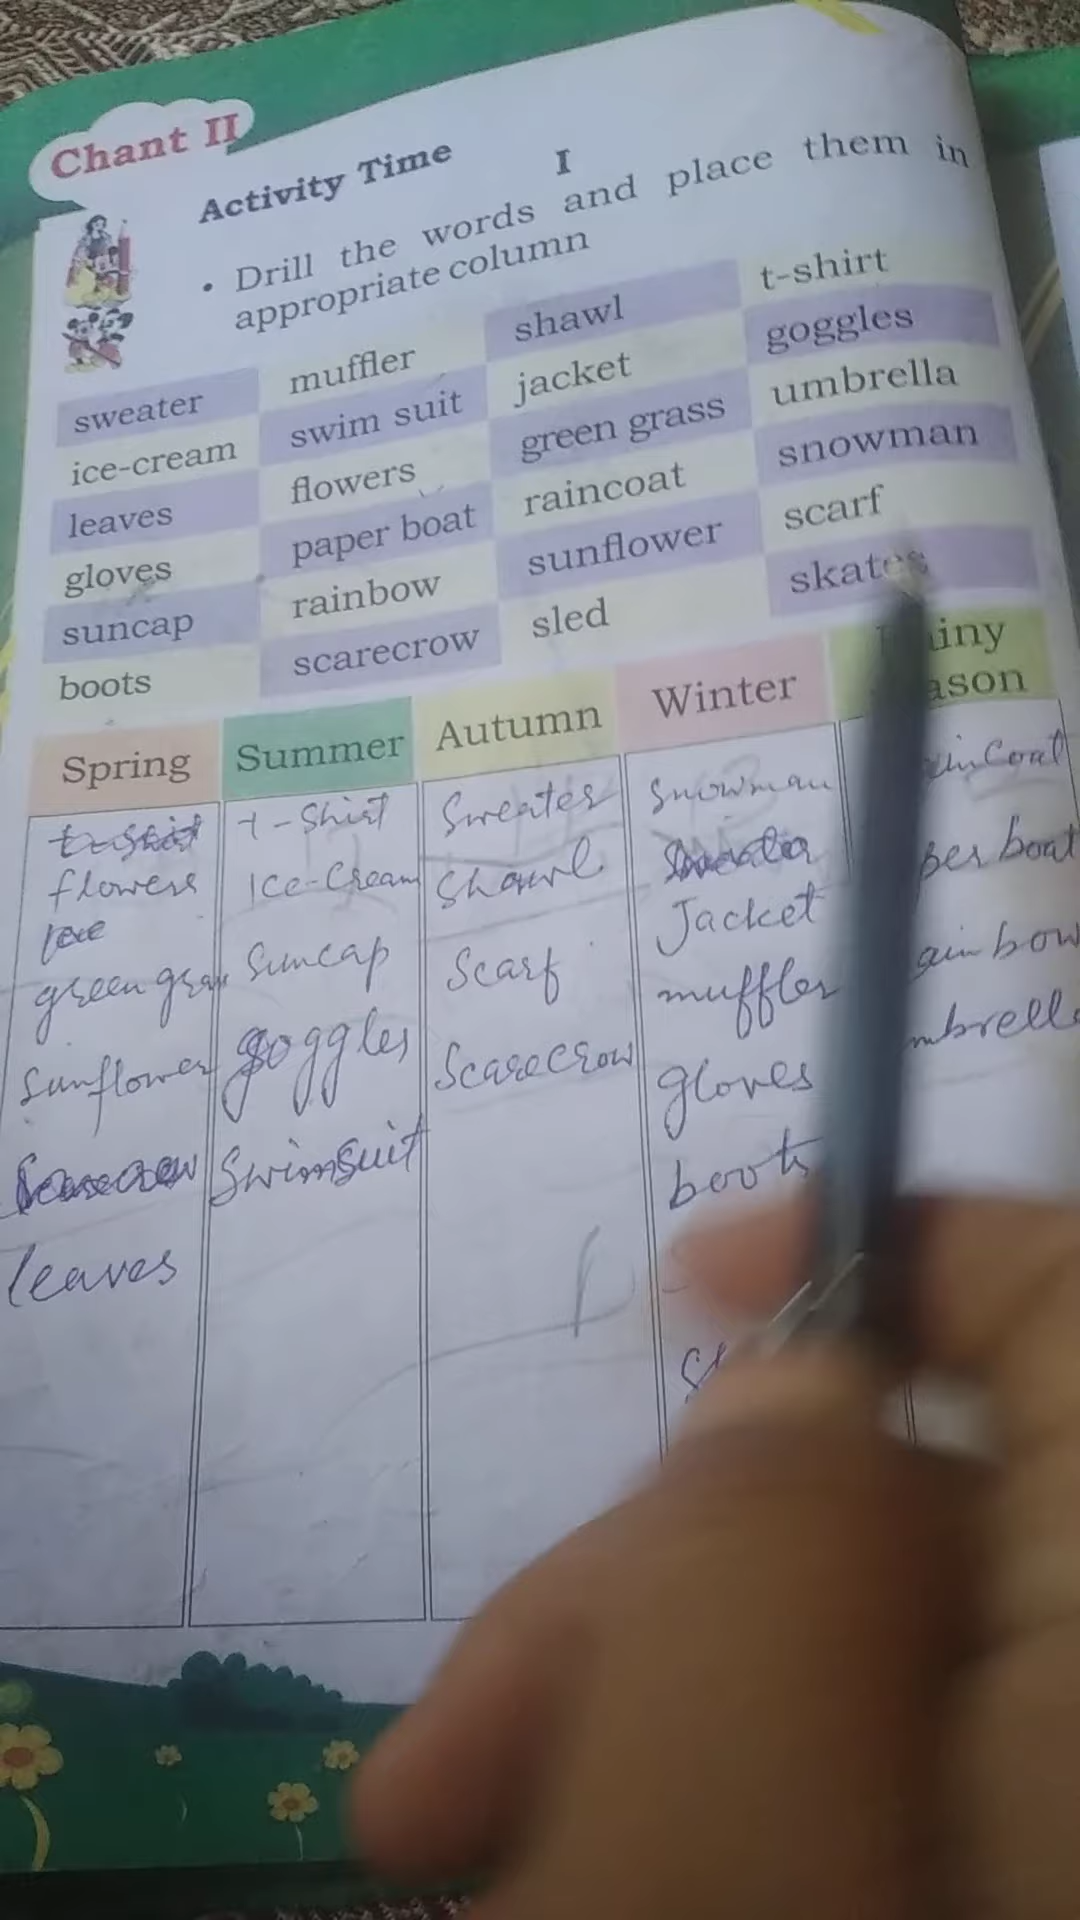 Chant II
Activity Time
I
• Drill the words and place them in
appropriate column
sweater muffler shawl t-shirt
ice-cream swim suit jacket goggles
leaves flowers green grass umbrella
gloves paper boat raincoat snowman
suncap rainbow sunflower scarf
boots scarecrow sled skates
Spring Summer Autumn Winter
t-shirt Sweater Snowman
flowers Ice-Cream Shawl
green gras Suncap Scarf Jacket
Sunflower goggles Scarecrow muffler
Swimsuit gloves
leaves boots